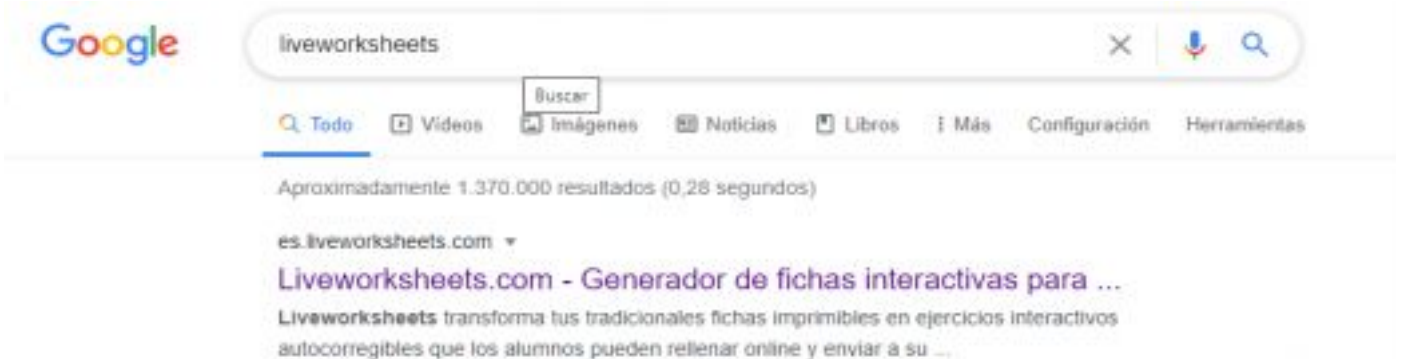 Google
liveworksheets
Buscar
Todo Vídeos Imágenes Noticias Libros Más Configuración Herramientas
Aproximadamente 1.370.000 resultados (0,28 segundos)
es.liveworksheets.com
Liveworksheets.com - Generador de fichas interactivas para ...
Liveworksheets transforma tus tradicionales fichas imprimibles en ejercicios interactivos
autocorregibles que los alumnos pueden rellenar online y enviar a su ...